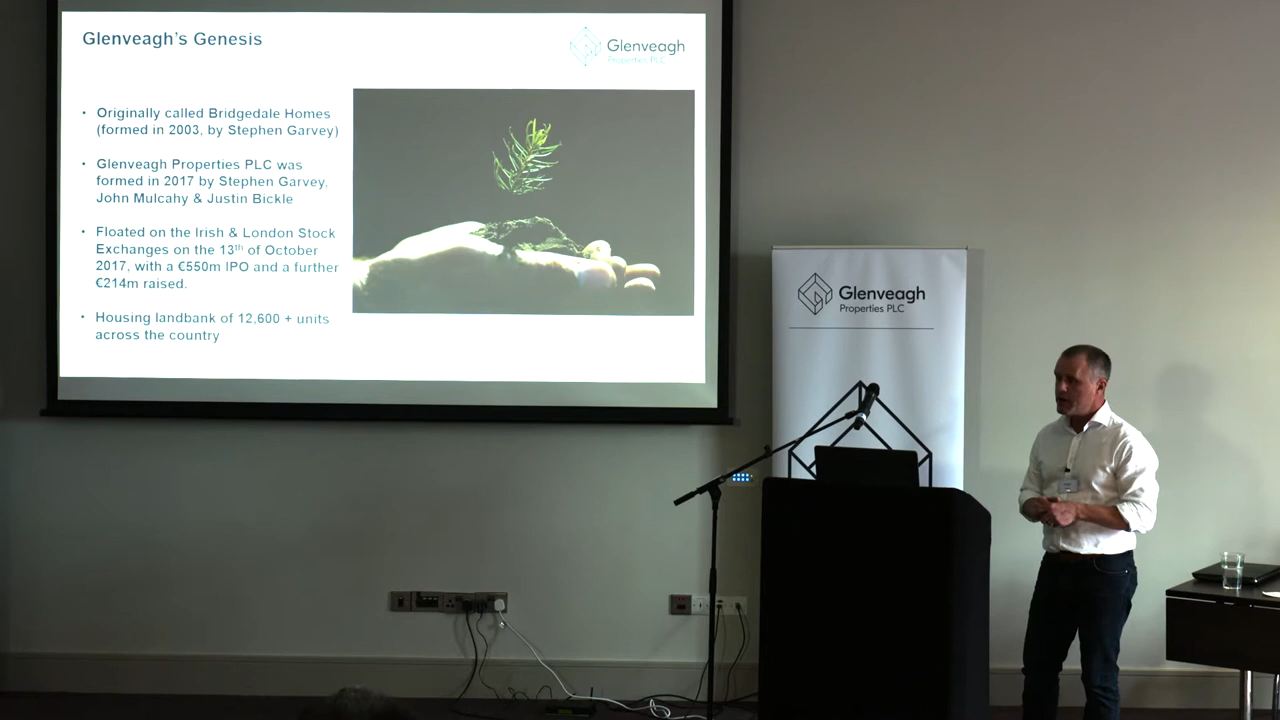 Glenveagh's Genesis
Glenveagh
Properties PLC
• Originally called Bridgedale Homes
(formed in 2003, by Stephen Garvey)
• Glenveagh Properties PLC was
formed in 2017 by Stephen Garvey,
John Mulcahy & Justin Bickle
• Floated on the Irish & London Stock
Exchanges on the 13th of October
2017, with a €550m IPO and a further
€214m raised.
• Housing landbank of 12,600 + units
across the country
Glenveagh
Properties PLC